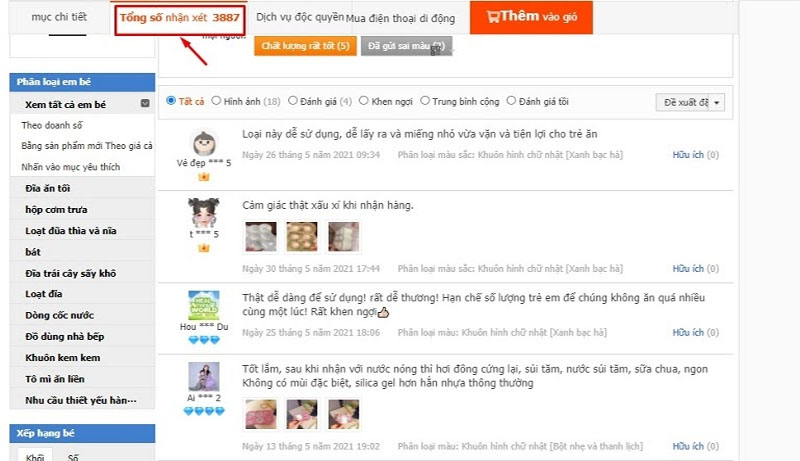 mục chi tiết
Tổng số nhận xét 3887
Dịch vụ độc quyền
Mua điện thoại di động
Thêm vào giỏ
Chất lượng rất tốt (5)
Đã gửi sai màu
Phân loại em bé
Xem tất cả em bé
Theo doanh số
Bằng sản phẩm mới Theo giá cả
Nhấn vào mục yêu thích
Đĩa ăn tối
hộp cơm trưa
Loạt đũa thìa và nĩa
bát
Đĩa trái cây sấy khô
Loạt đĩa
Dòng cốc nước
Đồ dùng nhà bếp
Khuôn kem kem
Tô mì ăn liền
Nhu cầu thiết yếu hàn···
Xếp hạng bé
Khối
Số
Tất cả
Hình ảnh (18)
Đánh giá (4)
Khen ngợi
Trung bình cộng
Đánh giá tồi
Đề xuất đặ
Vẻ đẹp *** 5
Loại này dễ sử dụng, dễ lấy ra và miếng nhỏ vừa vặn và tiện lợi cho trẻ ăn
Ngày 26 tháng 5 năm 2021 09:34
Phân loại màu sắc: Khuôn hình chữ nhật [Xanh bạc hà]
Hữu ích (0)
t *** 5
Cảm giác thật xấu xí khi nhận hàng.
Ngày 30 tháng 5 năm 2021 17:44
Phân loại màu sắc: Khuôn hình chữ nhật [Xanh bạc hà]
Hữu ích (0)
Hou *** Du
Thật dễ dàng để sử dụng! rất dễ thương! Hạn chế số lượng trẻ em để chúng không ăn quá nhiều
cùng một lúc! Rất khen ngợi
Ngày 25 tháng 5 năm 2021 18:06
Phân loại màu: Khuôn hình chữ nhật [Xanh bạc hà]
Hữu ích (0)
Ai *** 2
Tốt lắm, sau khi nhận với nước nóng thì hơi đông cứng lại, sủi tăm, nước sủi tăm, sữa chua, ngon
Không có mùi đặc biệt, silica gel hơn hẳn nhựa thông thường
Ngày 13 tháng 5 năm 2021 19:02
Phân loại màu: Khuôn hình chữ nhật [Bột nhẹ và thanh lịch]
Hữu ích (0)